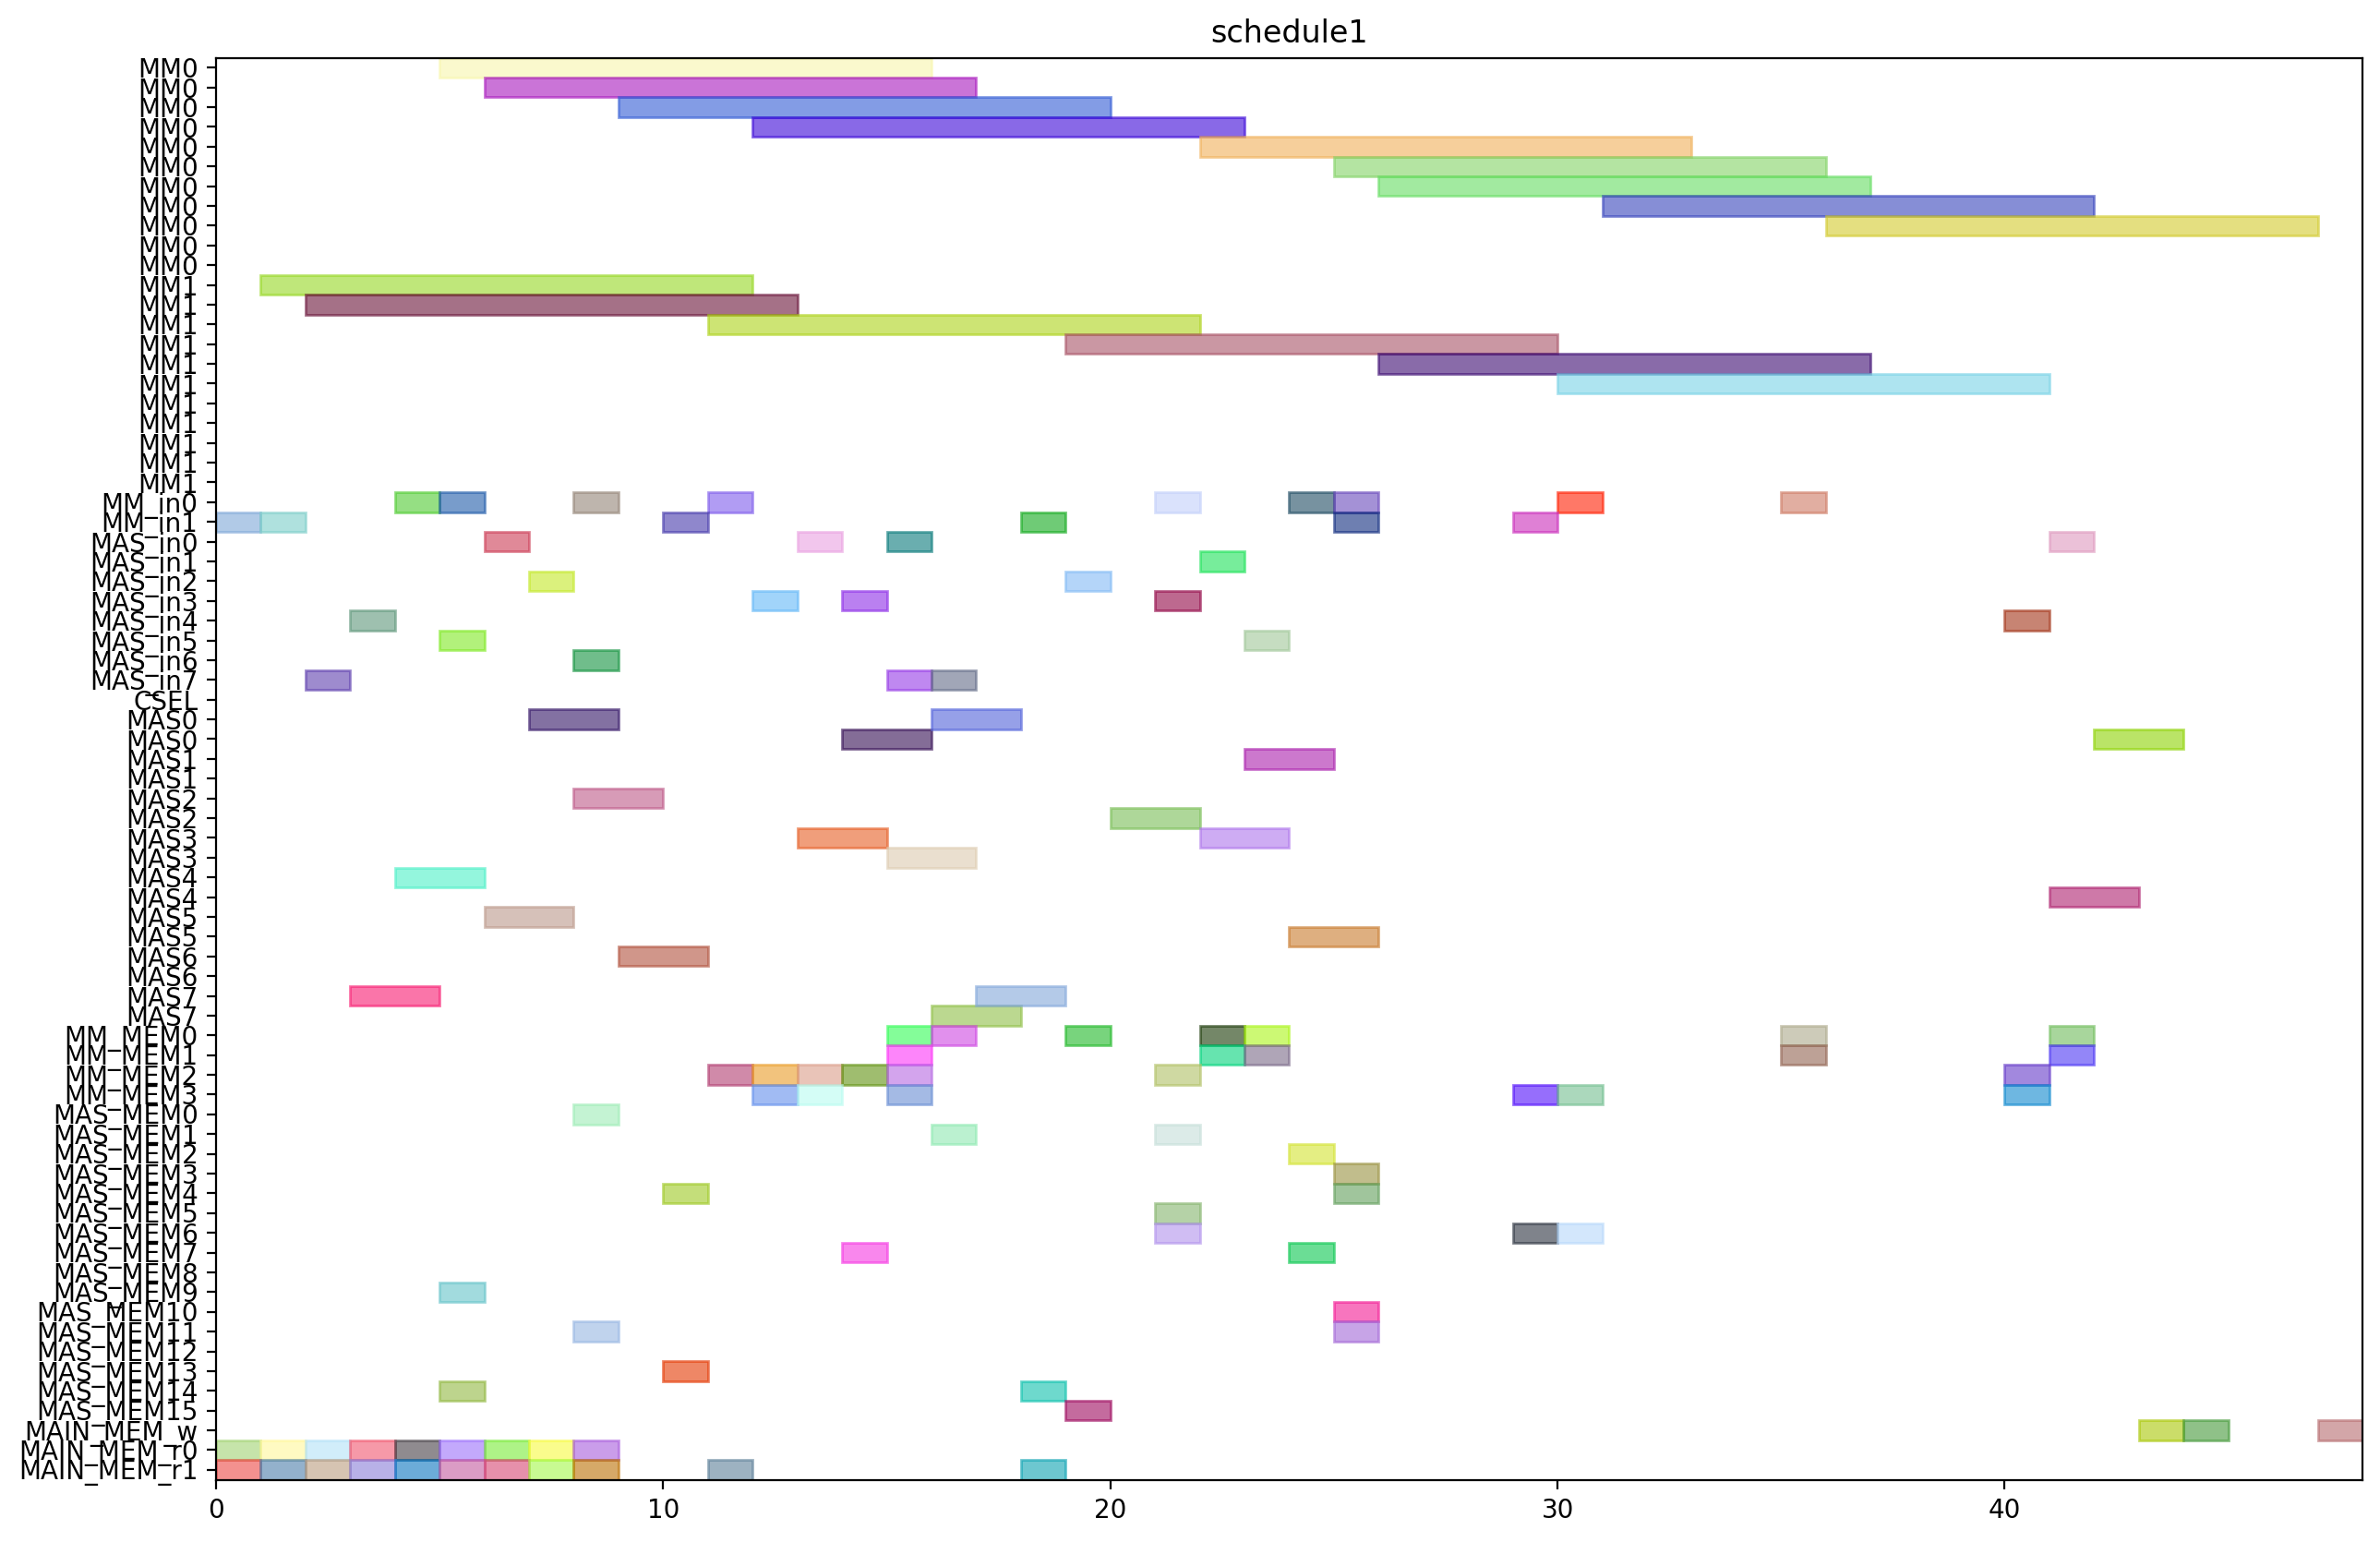 schedule1
MM0
MM0
MM0
MM0
MM0
MM0
MM0
MM0
MM0
MM0
MM0
MM1
MM1
MM1
MM1
MM1
MM1
MM1
MM1
MM1
MM1
MM1
MM_in0
MM_in1
MAS_in0
MAS_in1
MAS_in2
MAS_in3
MAS_in4
MAS_in5
MAS_in6
MAS_in7
CSEL
MAS0
MAS0
MAS1
MAS1
MAS2
MAS2
MAS3
MAS3
MAS4
MAS4
MAS5
MAS5
MAS6
MAS6
MAS7
MAS7
MM_MEM0
MM_MEM1
MM_MEM2
MM_MEM3
MAS_MEM0
MAS_MEM1
MAS_MEM2
MAS_MEM3
MAS_MEM4
MAS_MEM5
MAS_MEM6
MAS_MEM7
MAS_MEM8
MAS_MEM9
MAS_MEM10
MAS_MEM11
MAS_MEM12
MAS_MEM13
MAS_MEM14
MAS_MEM15
MAIN_MEM_w
MAIN_MEM_r0
MAIN_MEM_r1
0 10 20 30 40